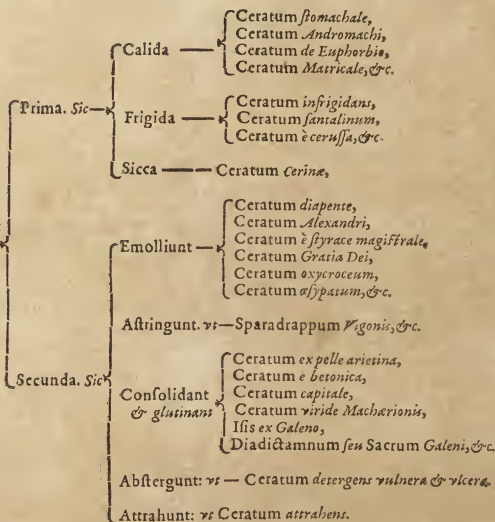 Ceratum ſtomachale,
Ceratum Andromachi,
Calida Ceratum de Euphorbio,
Ceratum Matricale, &c.
Prima. Sic
Ceratum infrigidans,
Frigida Ceratum ſantalinum,
Ceratum è ceruſſa, &c.
Sicca Ceratum Cerinæ,
Ceratum diapente,
Ceratum Alexandri,
Emolliunt Ceratum è ſtyrace magiſtrale,
Ceratum Gratia Dei,
Ceratum oxycroceum,
Ceratum œſypatum, &c.
Aſtringunt. vt Sparadrappum Vigonis, &c.
Secunda. Sic
Ceratum ex pelle arietina,
Ceratum è betonica,
Conſolidant Ceratum capitale,
& glutinant Ceratum viride Machærionis,
Iſis ex Galeno,
Diadictamnum ſeu Sacrum Galeni, &c.
Abſtergunt: vt Ceratum detergens vulnera & vlcera.
Attrahunt: vt Ceratum attrahens.